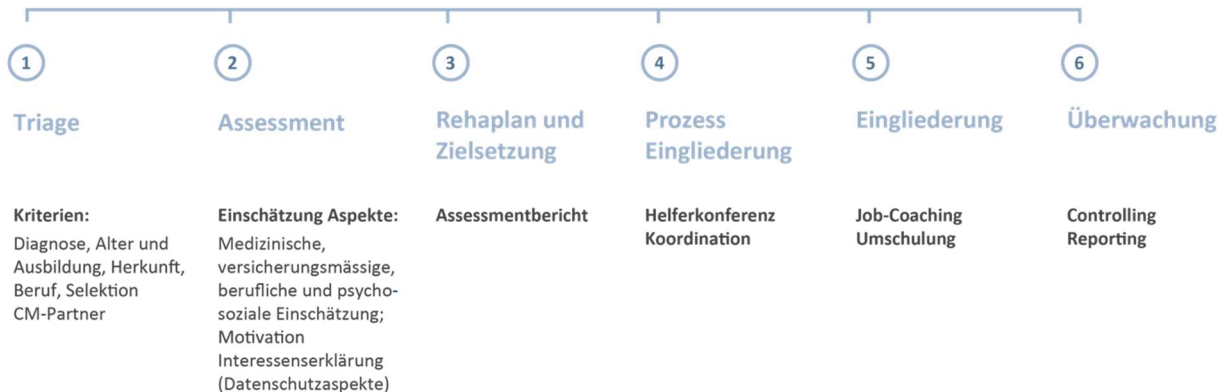 1
Triage
Kriterien:
Diagnose, Alter und
Ausbildung, Herkunft,
Beruf, Selektion
CM-Partner
2
Assessment
Einschätzung Aspekte:
Medizinische,
versicherungsmässige,
berufliche und psycho-
soziale Einschätzung;
Motivation
Interessenserklärung
(Datenschutzaspekte)
3
Rehaplan und
Zielsetzung
Assessmentbericht
4
Prozess
Eingliederung
Helferkonferenz
Koordination
5
Eingliederung
Job-Coaching
Umschulung
6
Überwachung
Controlling
Reporting